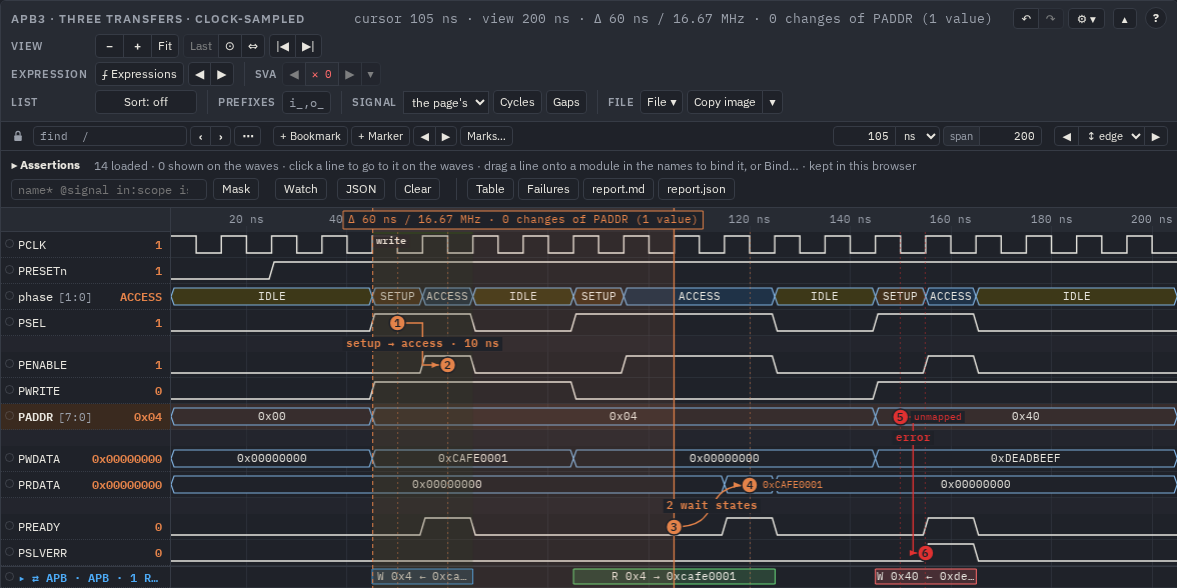 APB3 · THREE TRANSFERS · CLOCK-SAMPLED
cursor 105 ns · view 200 ns · Δ 60 ns / 16.67 MHz · 0 changes of PADDR (1 value)
↶ ↷ ⚙ ▾ ▴ ?
VIEW − + Fit Last ⊙ ⇔ |◀ ▶|
EXPRESSION ⨍ Expressions ◀ ▶ SVA ◀ × 0 ▶ ▾
LIST Sort: off PREFIXES i_,o_ SIGNAL the page's Cycles Gaps FILE File ▾ Copy image ▾
find / ‹ › ⋯ + Bookmark + Marker ◀ ▶ Marks… 105 ns span 200 ◀ ↕ edge ▶
▸ Assertions 14 loaded · 0 shown on the waves · click a line to go to it on the waves · drag a line onto a module in the names to bind it, or Bind… · kept in this browser
name* @signal in:scope Mask Watch JSON Clear Table Failures report.md report.json
20 ns 40 Δ 60 ns / 16.67 MHz · 0 changes of PADDR (1 value) 120 ns 140 ns 160 ns 180 ns 200 ns
PCLK 1 write
PRESETn 1
phase [1:0] ACCESS IDLE SETUP ACCESS IDLE SETUP ACCESS IDLE SETUP ACCESS IDLE
PSEL 1 1
setup → access · 10 ns
PENABLE 1 2
PWRITE 0
PADDR [7:0] 0x04 0x00 0x04 5 unmapped 0x40
error
PWDATA 0x00000000 0x00000000 0xCAFE0001 0x00000000 0xDEADBEEF
PRDATA 0x00000000 0x00000000 4 0xCAFE0001 0x00000000
2 wait states
PREADY 0 3
PSLVERR 0 6
▸ ⇄ APB · APB · 1 R… W 0x4 ← 0xca… R 0x4 → 0xcafe0001 W 0x40 ← 0xde…